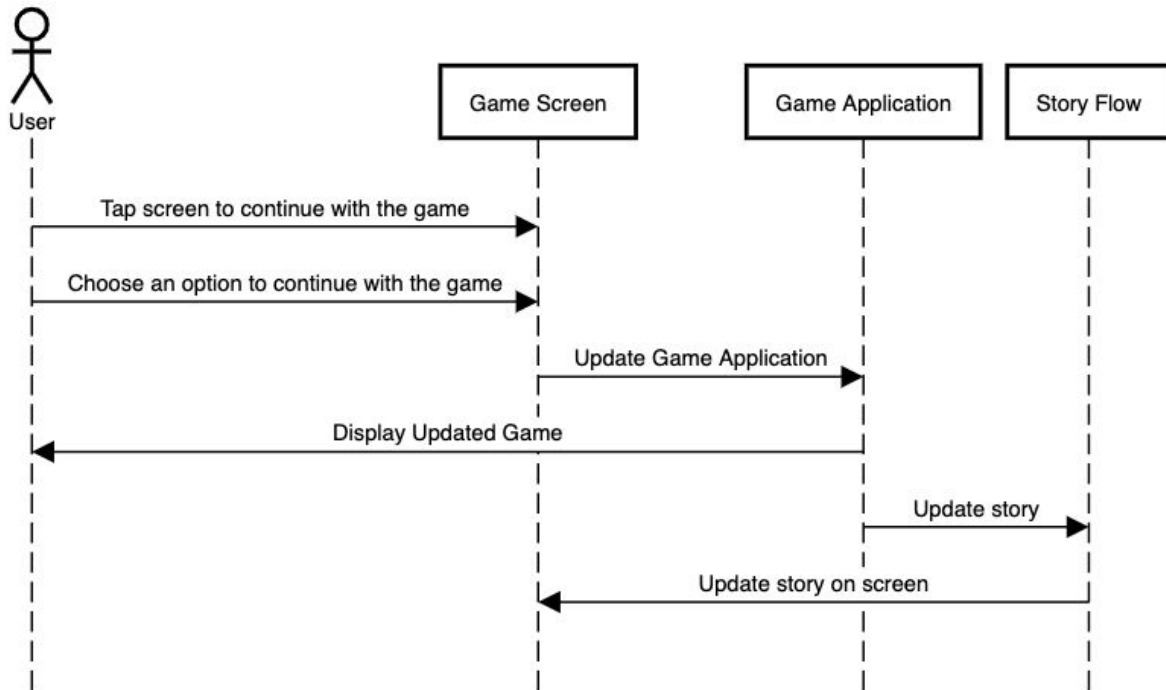 Game Screen
Game Application
Story Flow
User
Tap screen to continue with the game
Choose an option to continue with the game
Update Game Application
Display Updated Game
Update story
Update story on screen